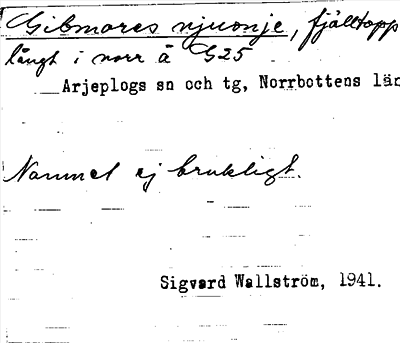 Gibmores njuonje, fjälltopp
långt i norr å G25
Arjeplogs sn och tg, Norrbottens län
Namnet ej brukligt.
Sigvard Wallström, 1941.